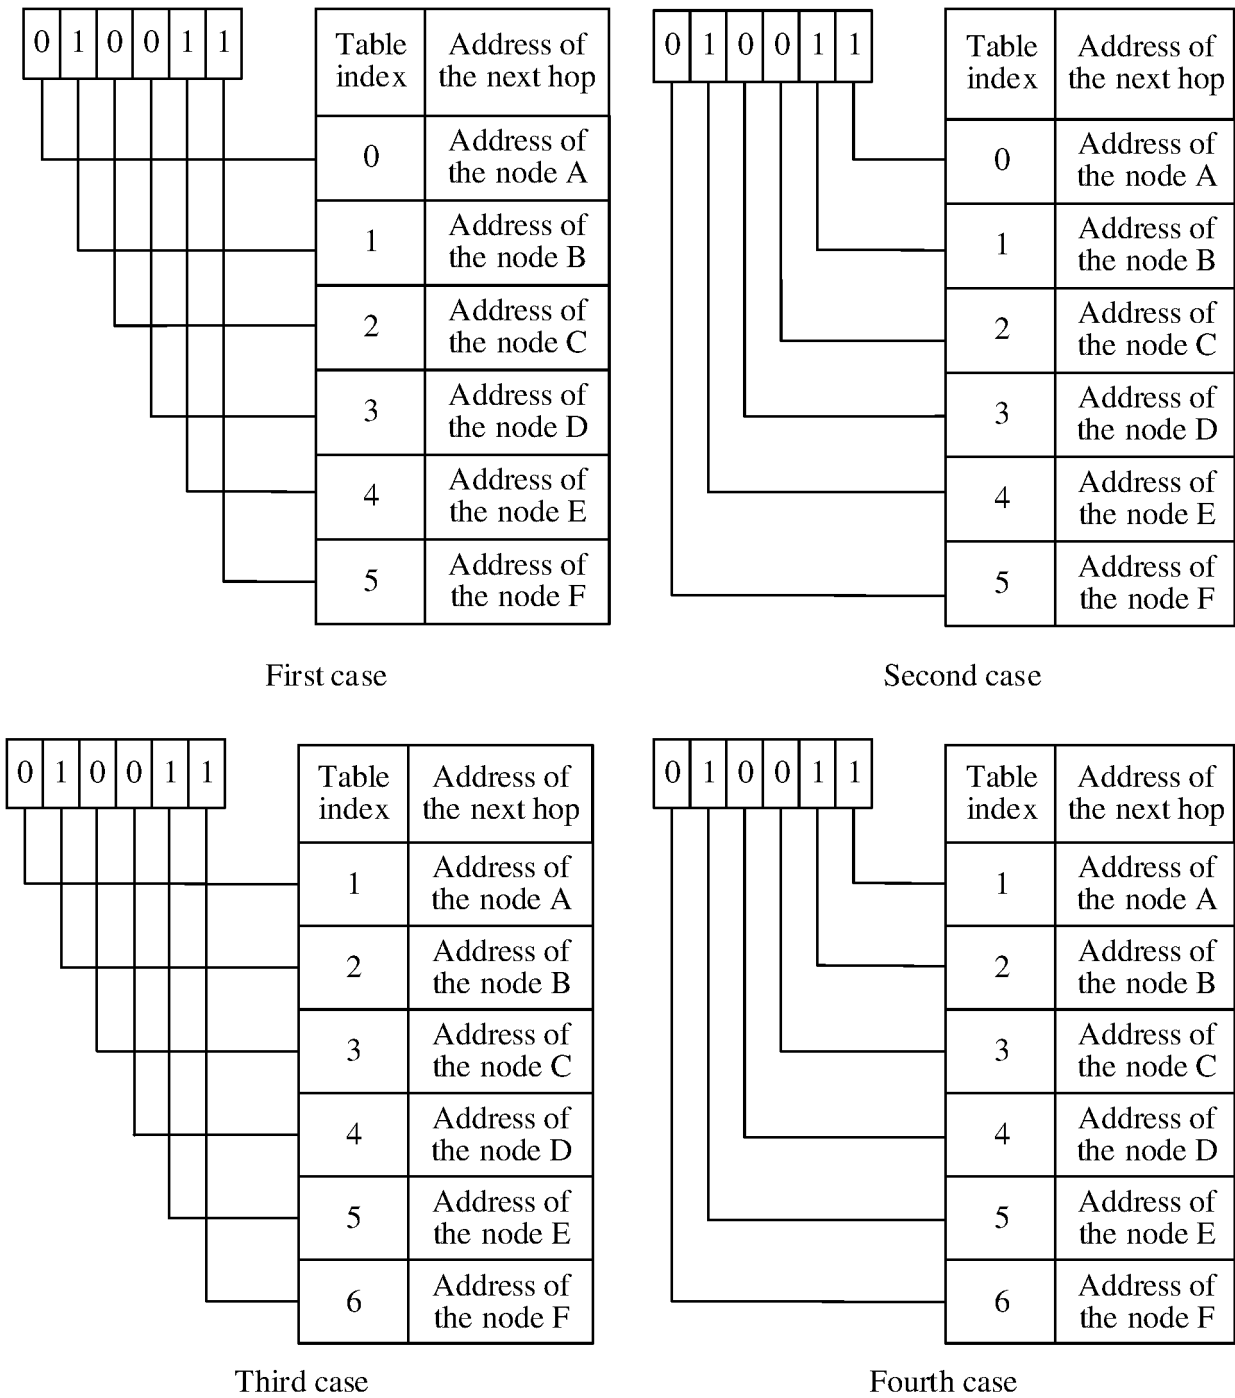 0 1 0 0 1 1
Table index
Address of the next hop
0
Address of the node A
1
Address of the node B
2
Address of the node C
3
Address of the node D
4
Address of the node E
5
Address of the node F
First case
0 1 0 0 1 1
Table index
Address of the next hop
0
Address of the node A
1
Address of the node B
2
Address of the node C
3
Address of the node D
4
Address of the node E
5
Address of the node F
Second case
0 1 0 0 1 1
Table index
Address of the next hop
1
Address of the node A
2
Address of the node B
3
Address of the node C
4
Address of the node D
5
Address of the node E
6
Address of the node F
Third case
0 1 0 0 1 1
Table index
Address of the next hop
1
Address of the node A
2
Address of the node B
3
Address of the node C
4
Address of the node D
5
Address of the node E
6
Address of the node F
Fourth case